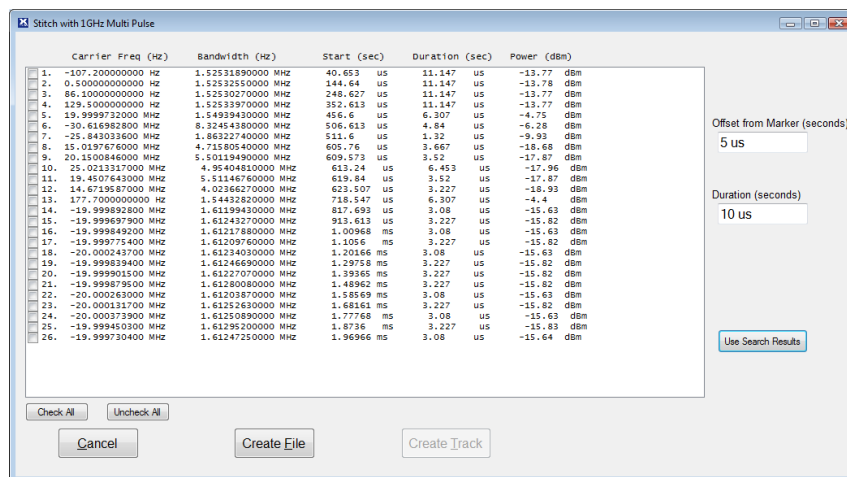 Stitch with 1GHz Multi Pulse
Carrier Freq (Hz) Bandwidth (Hz) Start (sec) Duration (sec) Power (dBm)
1. -107.200000000 Hz 1.52531890000 MHz 40.653 us 11.147 us -13.77 dBm
2. 0.500000000000 Hz 1.52532550000 MHz 144.64 us 11.147 us -13.78 dBm
3. 86.1000000000 Hz 1.52530270000 MHz 248.627 us 11.147 us -13.77 dBm
4. 129.500000000 Hz 1.52533970000 MHz 352.613 us 11.147 us -13.77 dBm
5. 19.9999732000 MHz 1.54939430000 MHz 456.6 us 6.307 us -4.75 dBm
6. -30.616982800 MHz 8.32454380000 MHz 506.613 us 4.84 us -6.28 dBm
7. -25.843033600 MHz 1.86322740000 MHz 511.6 us 1.32 us -9.93 dBm
8. 15.0197676000 MHz 4.71580540000 MHz 605.76 us 3.667 us -18.68 dBm
9. 20.1500846000 MHz 5.50119490000 MHz 609.573 us 3.52 us -17.87 dBm
10. 25.0213317000 MHz 4.95404810000 MHz 613.24 us 6.453 us -17.96 dBm
11. 19.4507643000 MHz 5.51146760000 MHz 619.84 us 3.52 us -17.87 dBm
12. 14.6719587000 MHz 4.02366270000 MHz 623.507 us 3.227 us -18.93 dBm
13. 177.700000000 Hz 1.54432820000 MHz 718.547 us 6.307 us -4.4 dBm
14. -19.999892800 MHz 1.61199430000 MHz 817.693 us 3.08 us -15.63 dBm
15. -19.999697900 MHz 1.61243270000 MHz 913.613 us 3.227 us -15.82 dBm
16. -19.999849200 MHz 1.61217880000 MHz 1.00968 ms 3.08 us -15.63 dBm
17. -19.999775400 MHz 1.61209760000 MHz 1.1056 ms 3.227 us -15.82 dBm
18. -20.000243700 MHz 1.61234030000 MHz 1.20166 ms 3.08 us -15.63 dBm
19. -19.999839400 MHz 1.61246690000 MHz 1.29758 ms 3.227 us -15.82 dBm
20. -19.999901500 MHz 1.61227070000 MHz 1.39365 ms 3.227 us -15.82 dBm
21. -19.999879500 MHz 1.61280080000 MHz 1.48962 ms 3.227 us -15.82 dBm
22. -20.000263000 MHz 1.61203870000 MHz 1.58569 ms 3.08 us -15.63 dBm
23. -20.000131700 MHz 1.61252630000 MHz 1.68161 ms 3.227 us -15.82 dBm
24. -20.000373900 MHz 1.61250890000 MHz 1.77768 ms 3.08 us -15.63 dBm
25. -19.999450300 MHz 1.61295200000 MHz 1.8736 ms 3.227 us -15.83 dBm
26. -19.999730400 MHz 1.61247250000 MHz 1.96966 ms 3.08 us -15.64 dBm
Offset from Marker (seconds)
5 us
Duration (seconds)
10 us
Use Search Results
Check All Uncheck All
Cancel Create File Create Track